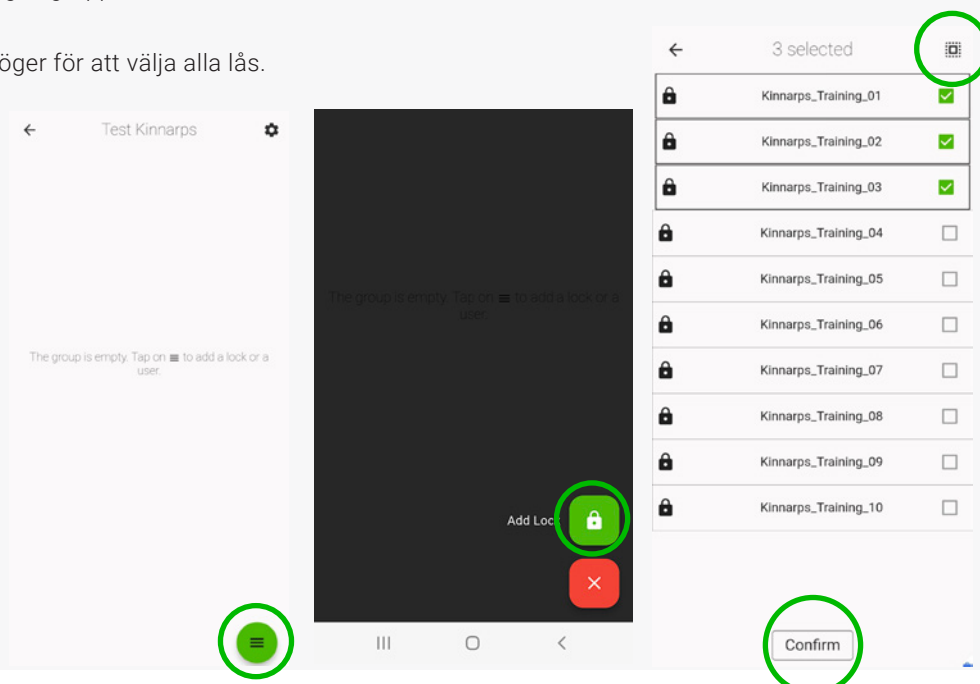 öger för att välja alla lås.
Test Kinnarps
The group is empty. Tap on ≡ to add a lock or a
user.
The group is empty. Tap on ≡ to add a lock or a
user.
Add Loc
3 selected
Kinnarps_Training_01
Kinnarps_Training_02
Kinnarps_Training_03
Kinnarps_Training_04
Kinnarps_Training_05
Kinnarps_Training_06
Kinnarps_Training_07
Kinnarps_Training_08
Kinnarps_Training_09
Kinnarps_Training_10
Confirm